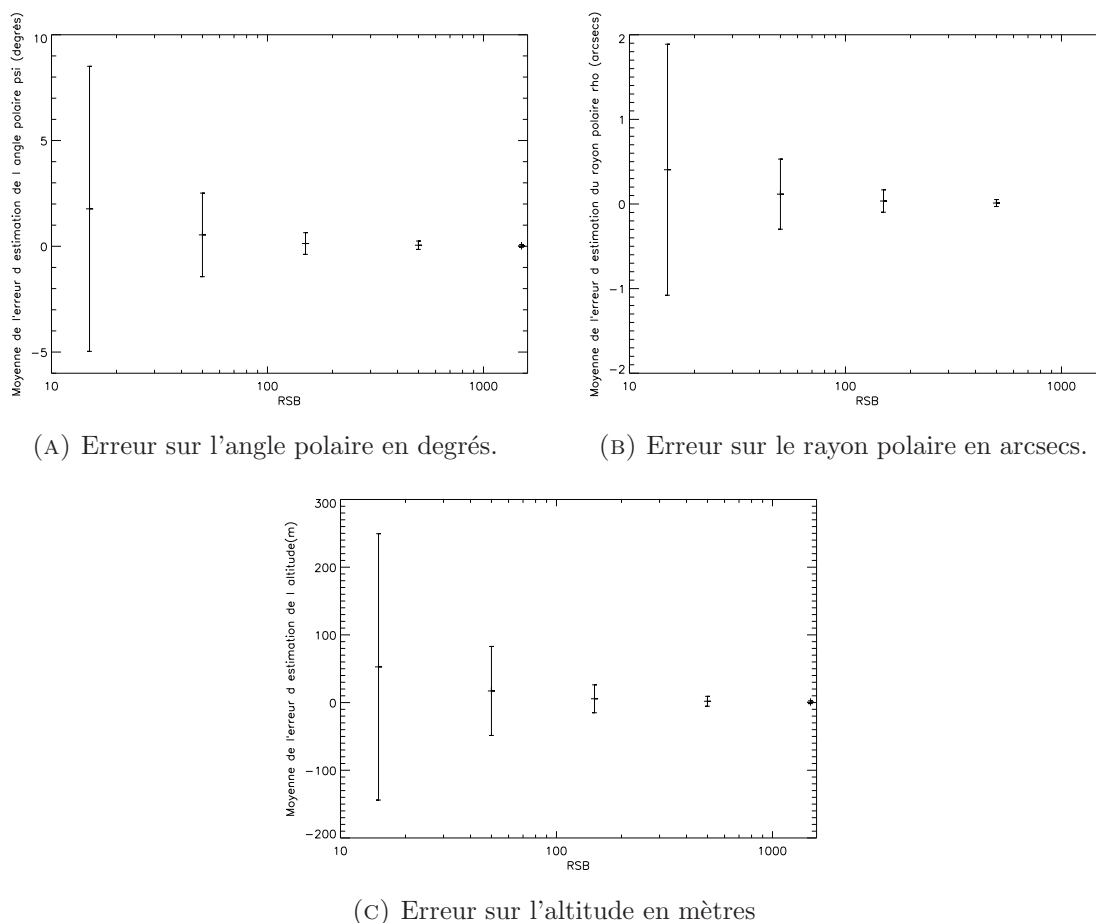 Moyenne de l'erreur d estimation de l angle polaire psi (degrés)
10
5
0
−5
10
100
1000
RSB
(A) Erreur sur l'angle polaire en degrés.
Moyenne de l'erreur d estimation du rayon polaire rho (arcsecs)
2
1
0
−1
−2
10
100
1000
RSB
(B) Erreur sur le rayon polaire en arcsecs.
Moyenne de l'erreur d estimation de l altitude(m)
300
200
100
0
−100
−200
10
100
1000
RSB
(C) Erreur sur l'altitude en mètres